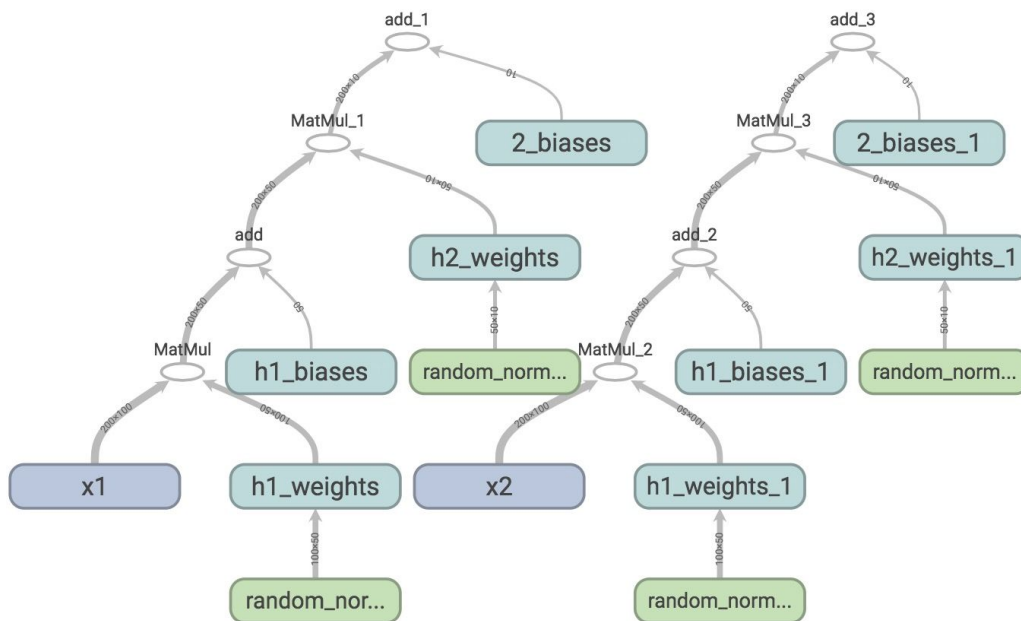 add_1
add_3
200×10
10
200×10
10
MatMul_1
MatMul_3
2_biases
2_biases_1
200×50
50×10
200×50
50×10
add
add_2
h2_weights
h2_weights_1
200×50
50
50×10
200×50
50
50×10
MatMul
MatMul_2
h1_biases
random_norm...
h1_biases_1
random_norm...
200×100
100×50
200×100
100×50
x1
h1_weights
x2
h1_weights_1
100×50
100×50
random_nor...
random_norm...